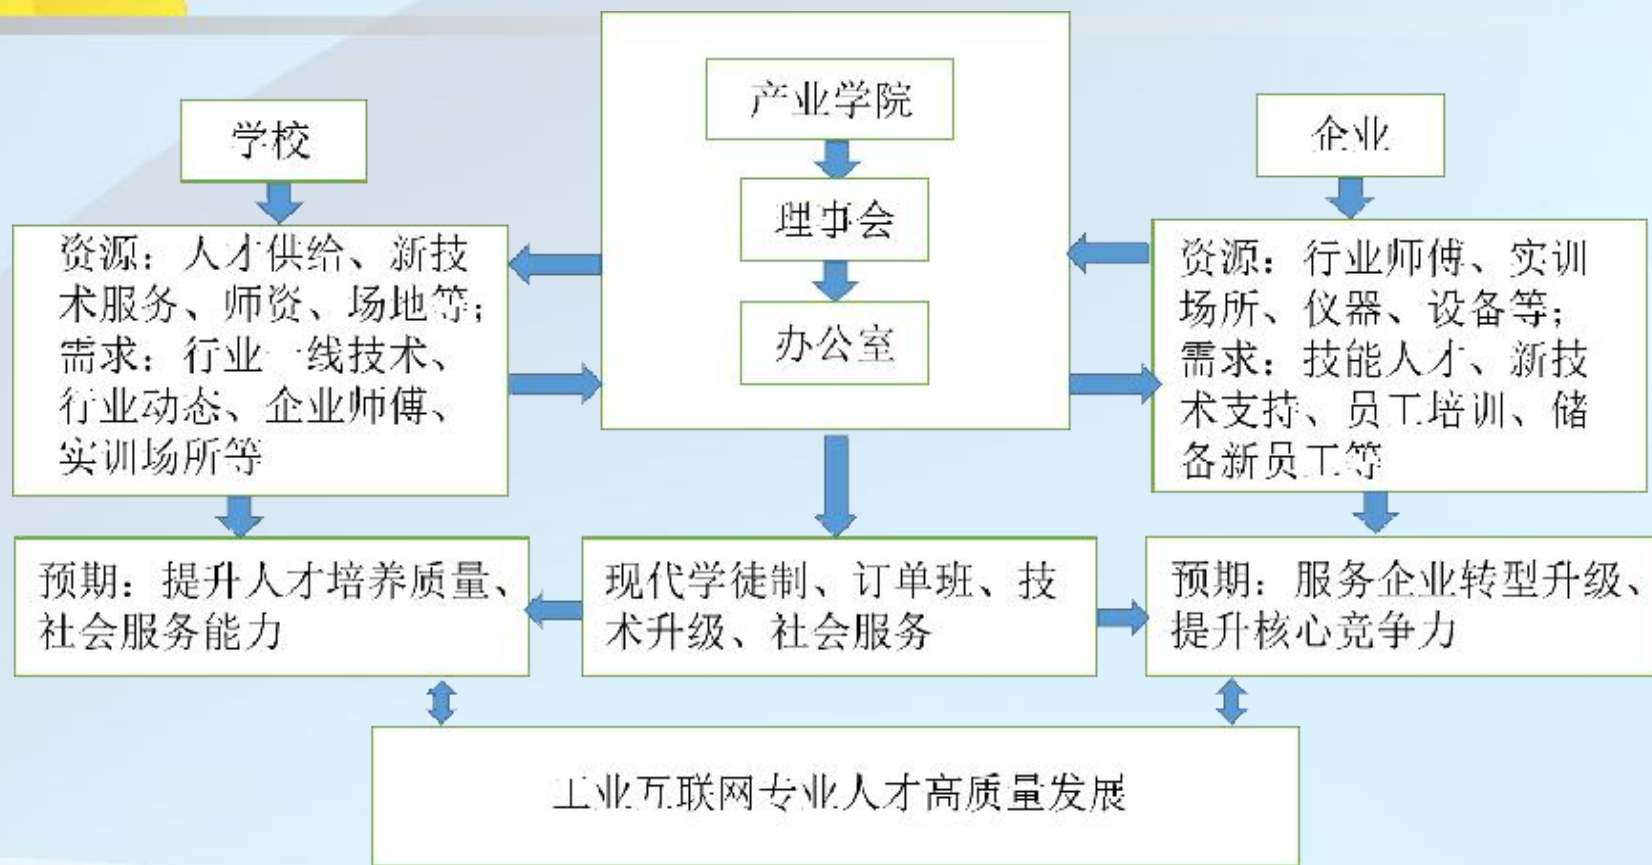 产业学院
理事会
办公室
学校
资源：人才供给、新技
术服务、师资、场地等；
需求：行业一线技术、
行业动态、企业师傅、
实训场所等
企业
资源：行业师傅、实训
场所、仪器、设备等；
需求：技能人才、新技
术支持、员工培训、储
备新员工等
预期：提升人才培养质量、
社会服务能力
现代学徒制、订单班、技
术升级、社会服务
预期：服务企业转型升级、
提升核心竞争力
工业互联网专业人才高质量发展